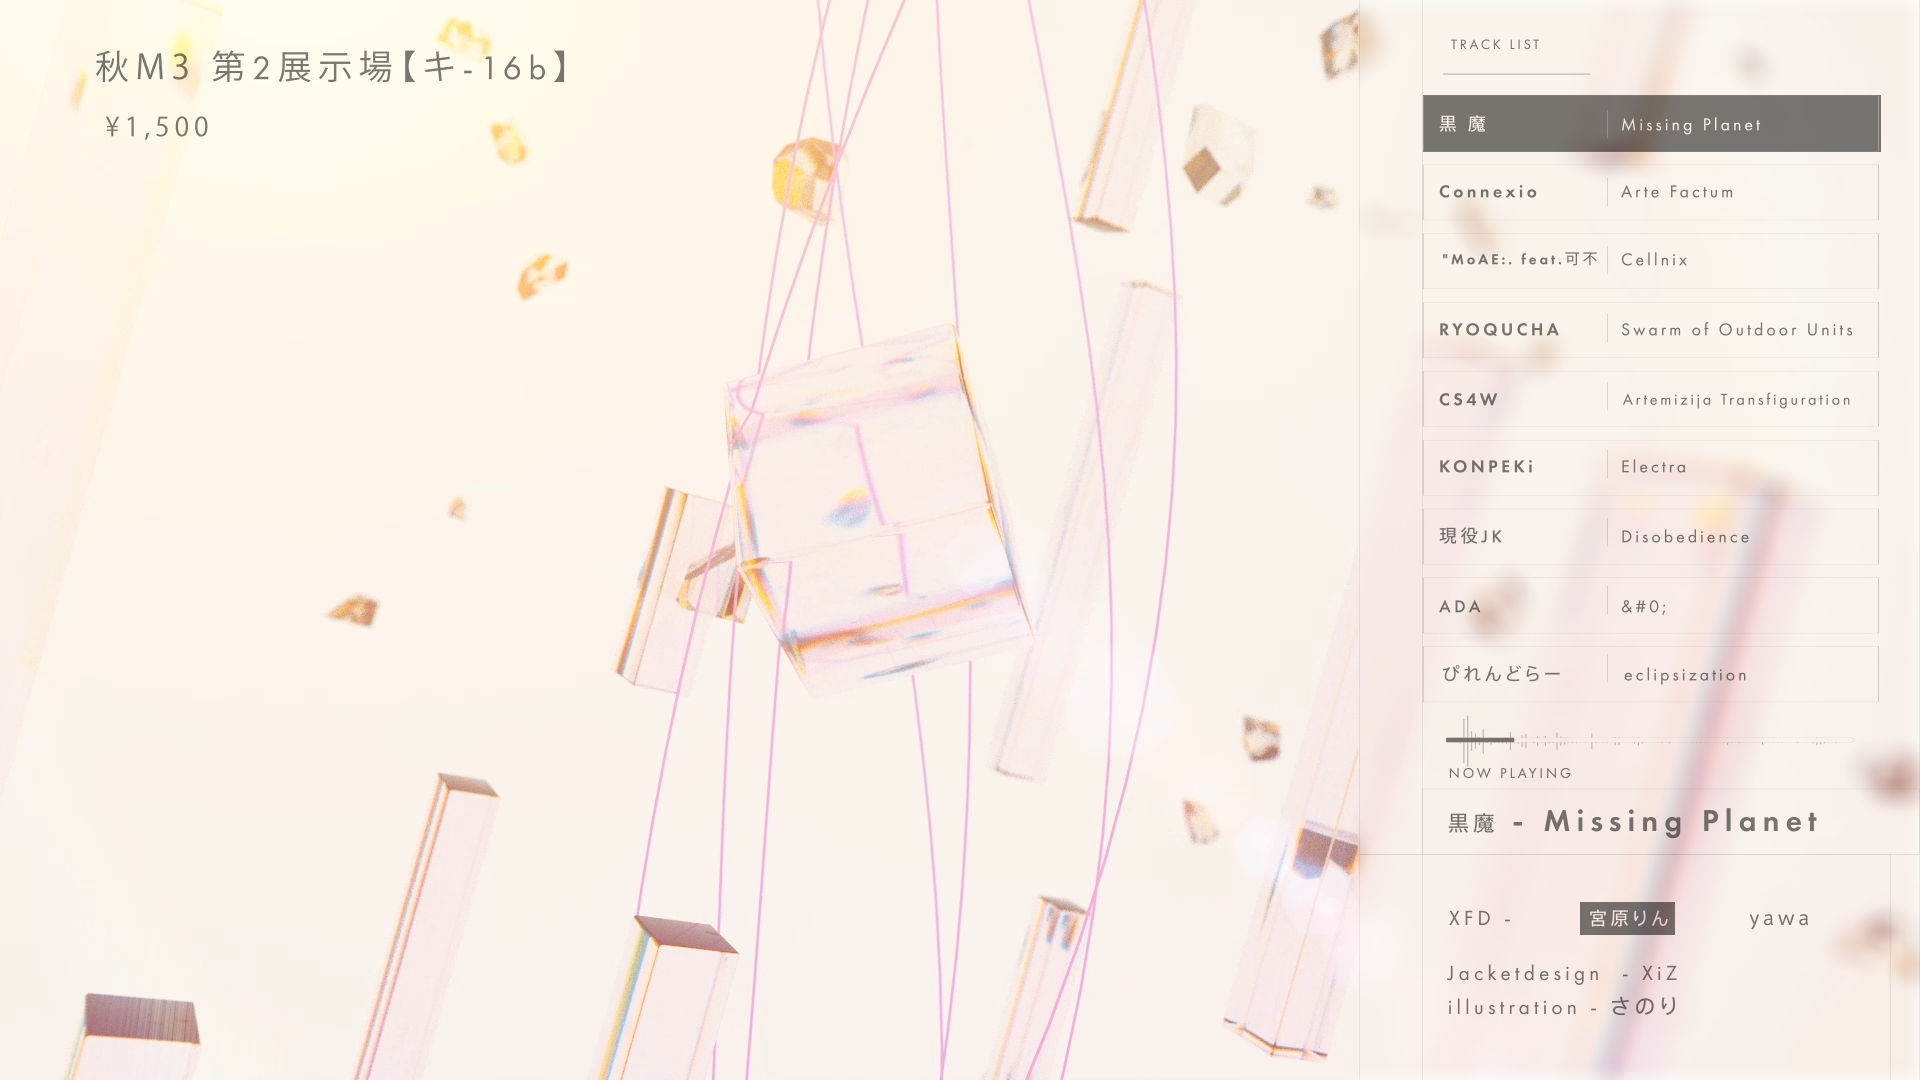 秋M3 第2展示場【キ-16b】
¥1,500
TRACK LIST
黒魔 Missing Planet
Connexio Arte Factum
"MoAE:. feat.可不 Cellnix
RYOQUCHA Swarm of Outdoor Units
CS4W Artemizija Transfiguration
KONPEKi Electra
現役JK Disobedience
ADA &#0;
ぴれんどらー eclipsization
NOW PLAYING
黒魔 - Missing Planet
XFD - 宮原りん yawa
Jacketdesign - XiZ
illustration - さのり